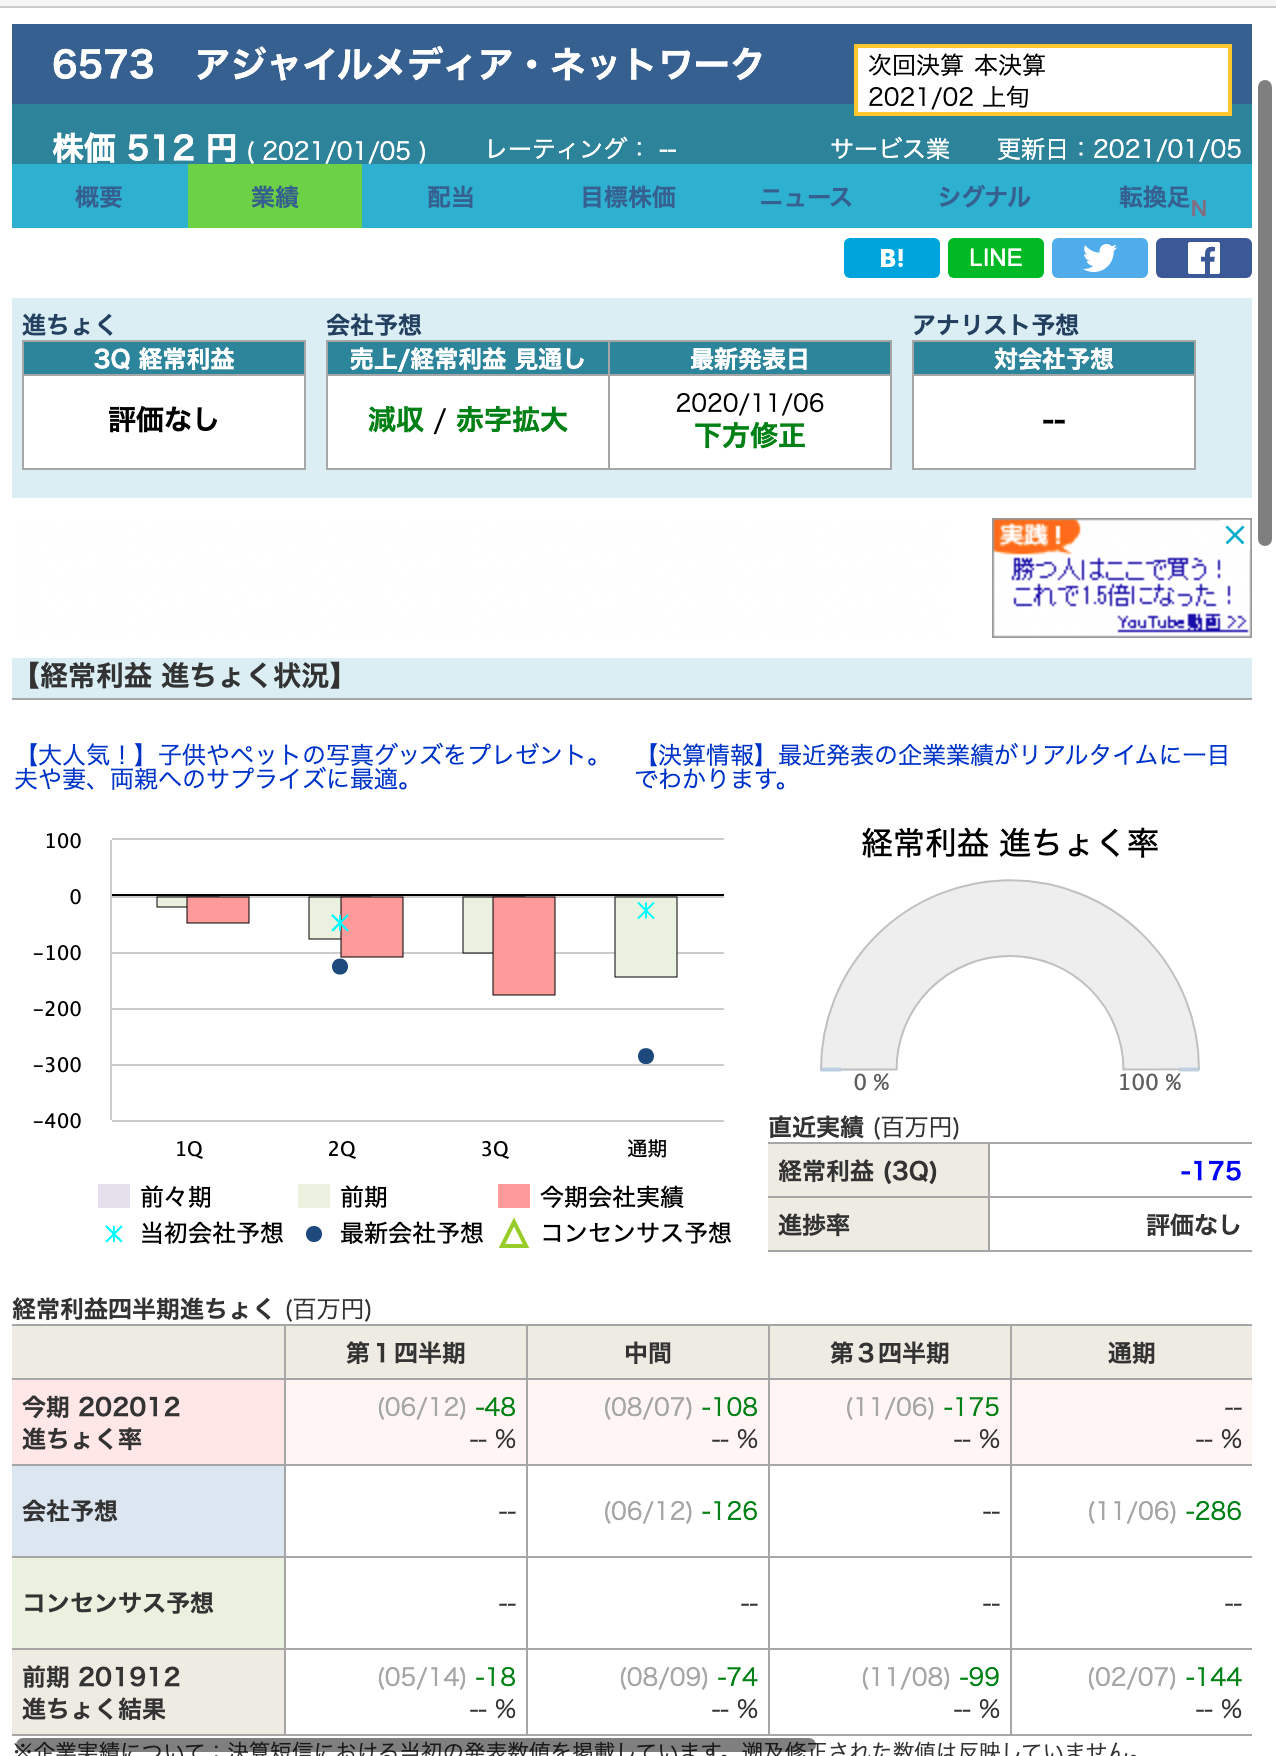 6573 アジャイルメディア・ネットワーク
次回決算 本決算
2021/02 上旬
株価 512 円 ( 2021/01/05 ) レーティング： -- サービス業 更新日：2021/01/05
概要 業績 配当 目標株価 ニュース シグナル 転換足N
B! LINE
進ちょく 会社予想 アナリスト予想
3Q 経常利益 売上/経常利益 見通し 最新発表日 対会社予想
評価なし 減収 / 赤字拡大 2020/11/06 --
下方修正
実践！
勝つ人はここで買う！
これで1.5倍になった！
YouTube動画 >>
【経常利益 進ちょく状況】
【大人気！】子供やペットの写真グッズをプレゼント。
夫や妻、両親へのサプライズに最適。
【決算情報】最近発表の企業業績がリアルタイムに一目
でわかります。
経常利益 進ちょく率
100
0
-100
-200
-300
-400
1Q 2Q 3Q 通期
前々期 前期 今期会社実績
当初会社予想 最新会社予想 コンセンサス予想
0 % 100 %
直近実績 (百万円)
経常利益 (3Q) -175
進捗率 評価なし
経常利益四半期進ちょく (百万円)
第１四半期 中間 第３四半期 通期
今期 202012 (06/12) -48 (08/07) -108 (11/06) -175 --
進ちょく率 -- % -- % -- % -- %
会社予想 -- (06/12) -126 -- (11/06) -286
コンセンサス予想 -- -- -- --
前期 201912 (05/14) -18 (08/09) -74 (11/08) -99 (02/07) -144
進ちょく結果 -- % -- % -- % -- %
※企業実績について：決算短信における当初の発表数値を掲載しています。遡及修正された数値は反映していません。